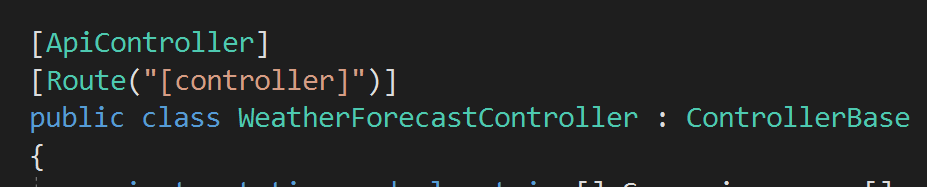 [ApiController]
[Route("[controller]")]
public class WeatherForecastController : ControllerBase
{